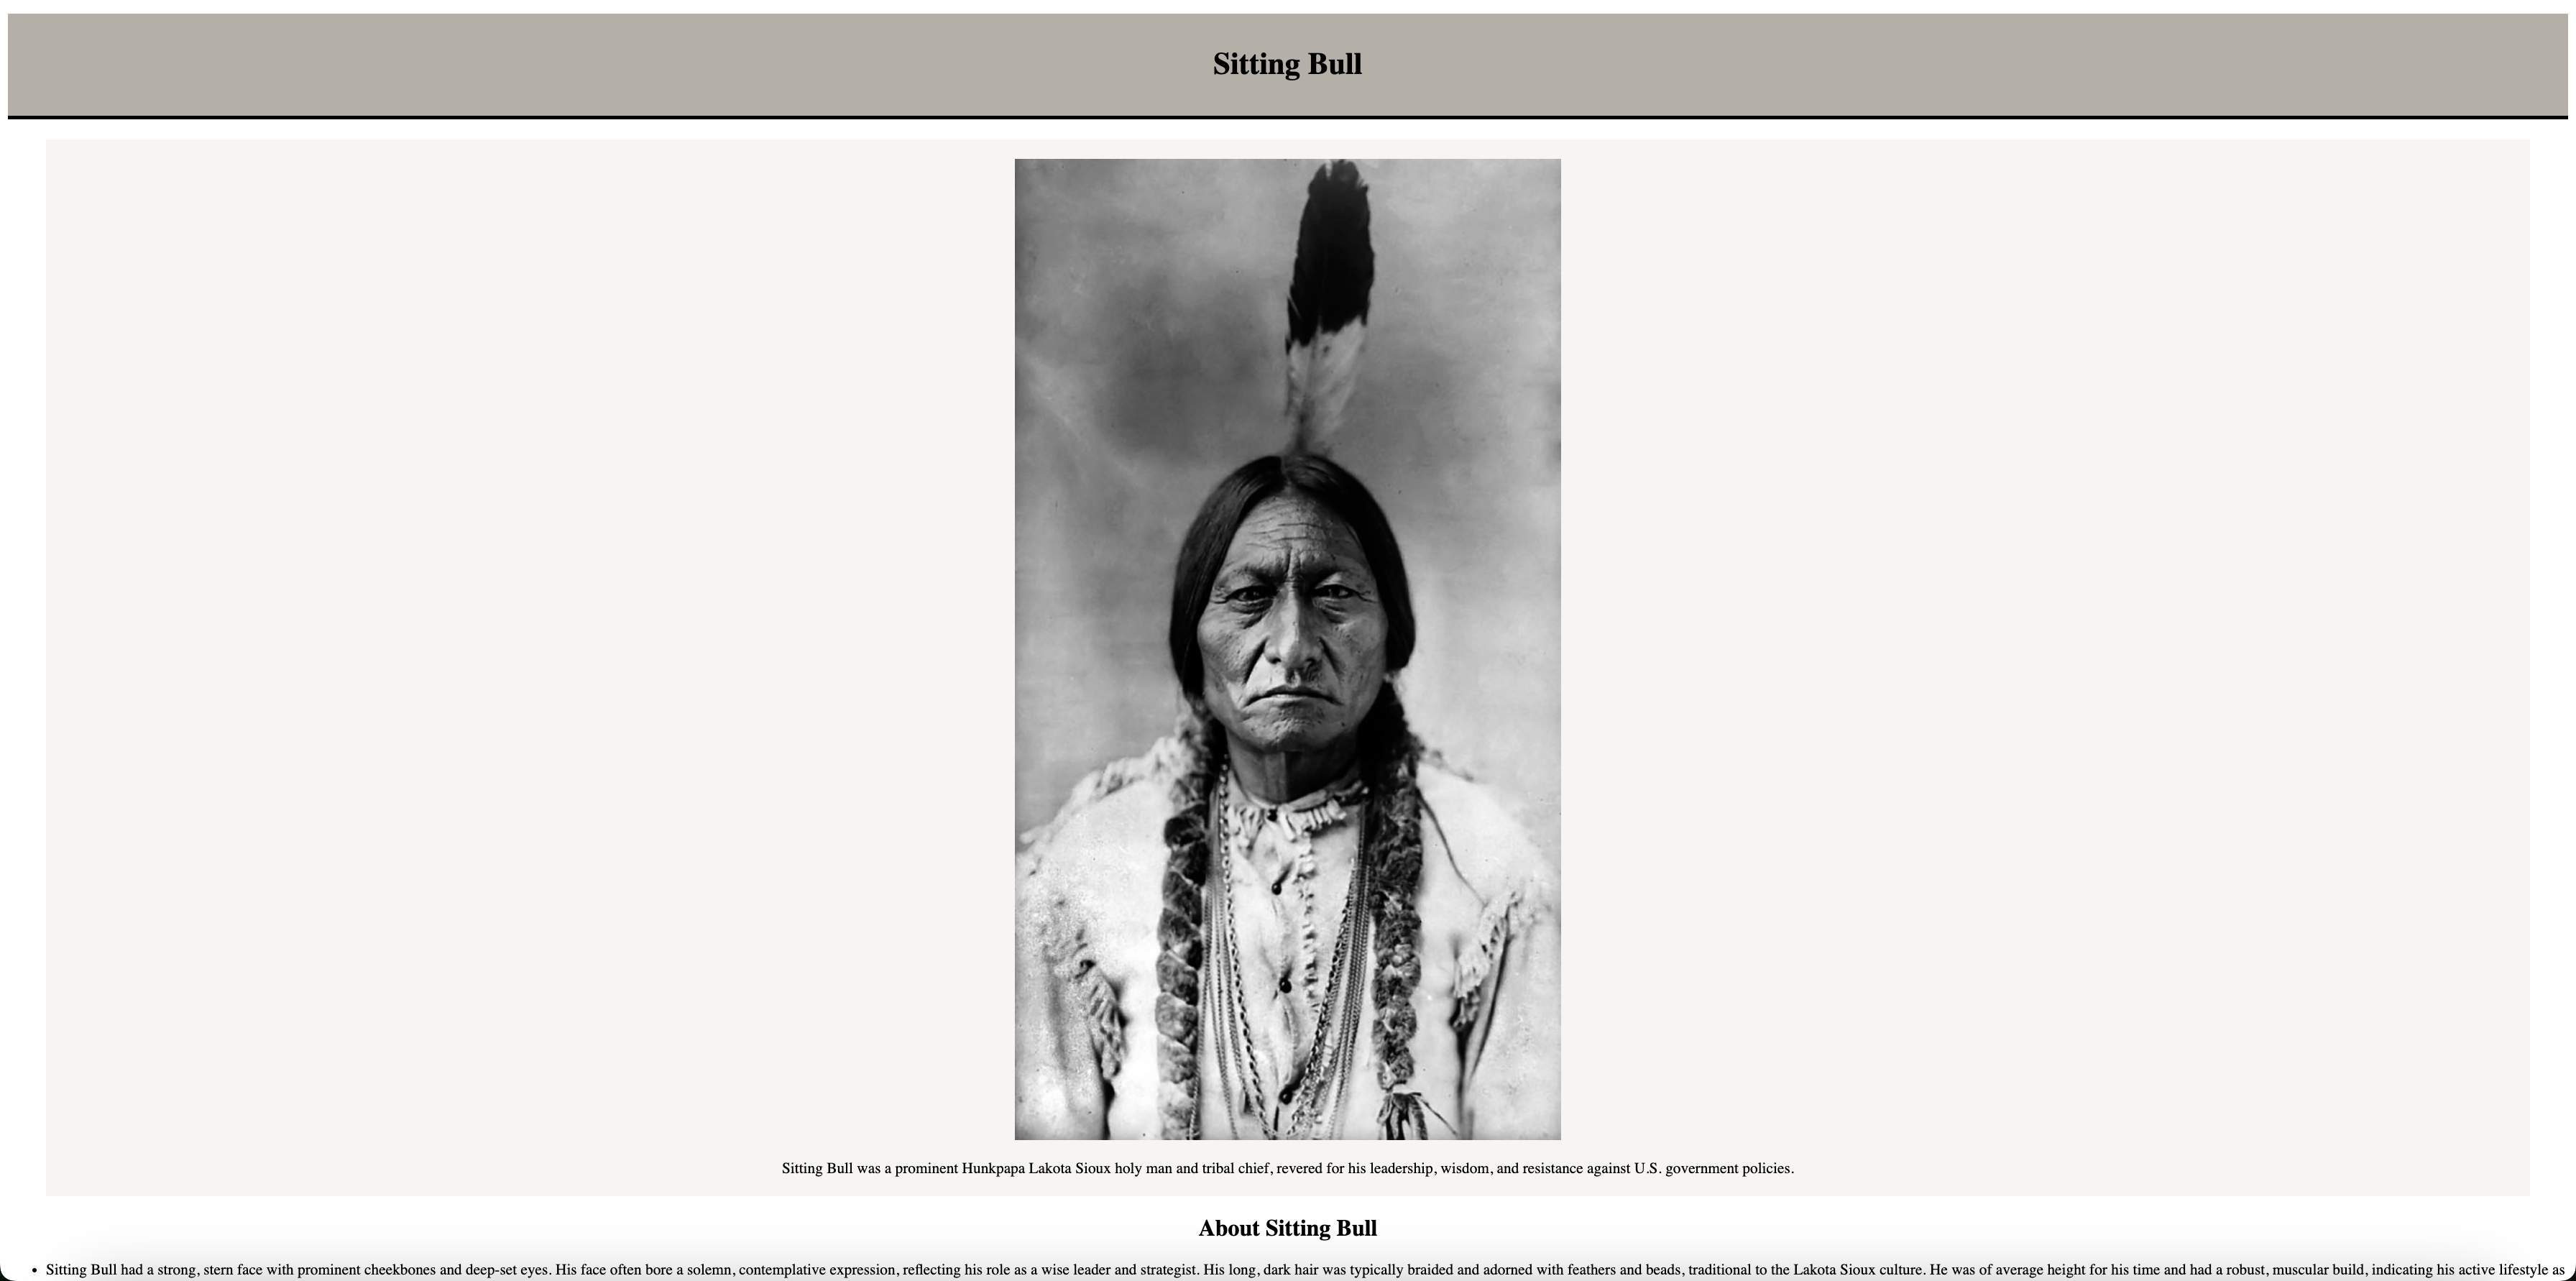 Sitting Bull
Sitting Bull was a prominent Hunkpapa Lakota Sioux holy man and tribal chief, revered for his leadership, wisdom, and resistance against U.S. government policies.
About Sitting Bull
• Sitting Bull had a strong, stern face with prominent cheekbones and deep-set eyes. His face often bore a solemn, contemplative expression, reflecting his role as a wise leader and strategist. His long, dark hair was typically braided and adorned with feathers and beads, traditional to the Lakota Sioux culture. He was of average height for his time and had a robust, muscular build, indicating his active lifestyle as